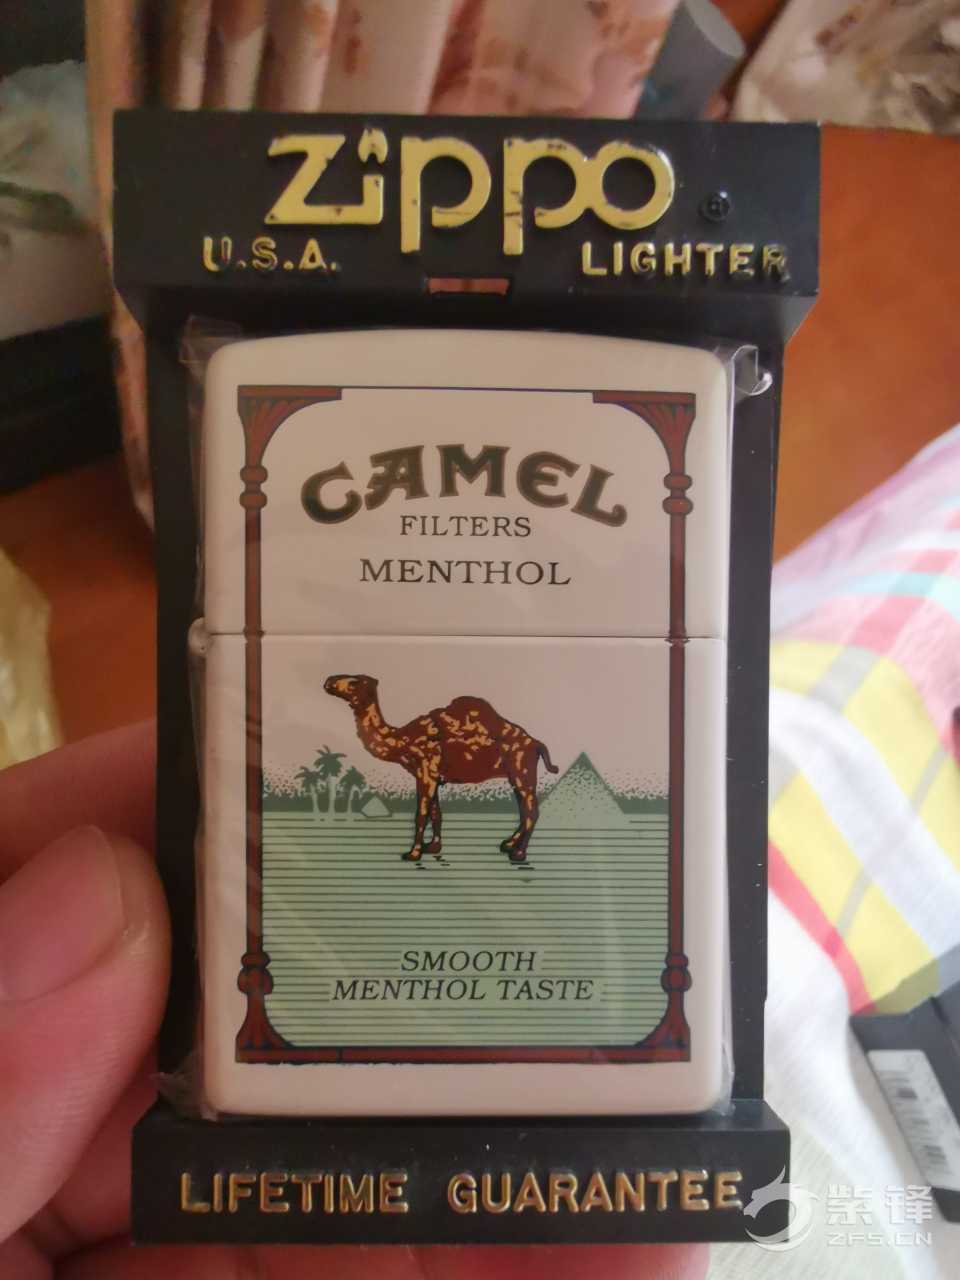 Zippo
U.S.A. LIGHTER
CAMEL
FILTERS
MENTHOL
SMOOTH
MENTHOL TASTE
LIFETIME GUARANTEE
紫锋
ZFS.CN